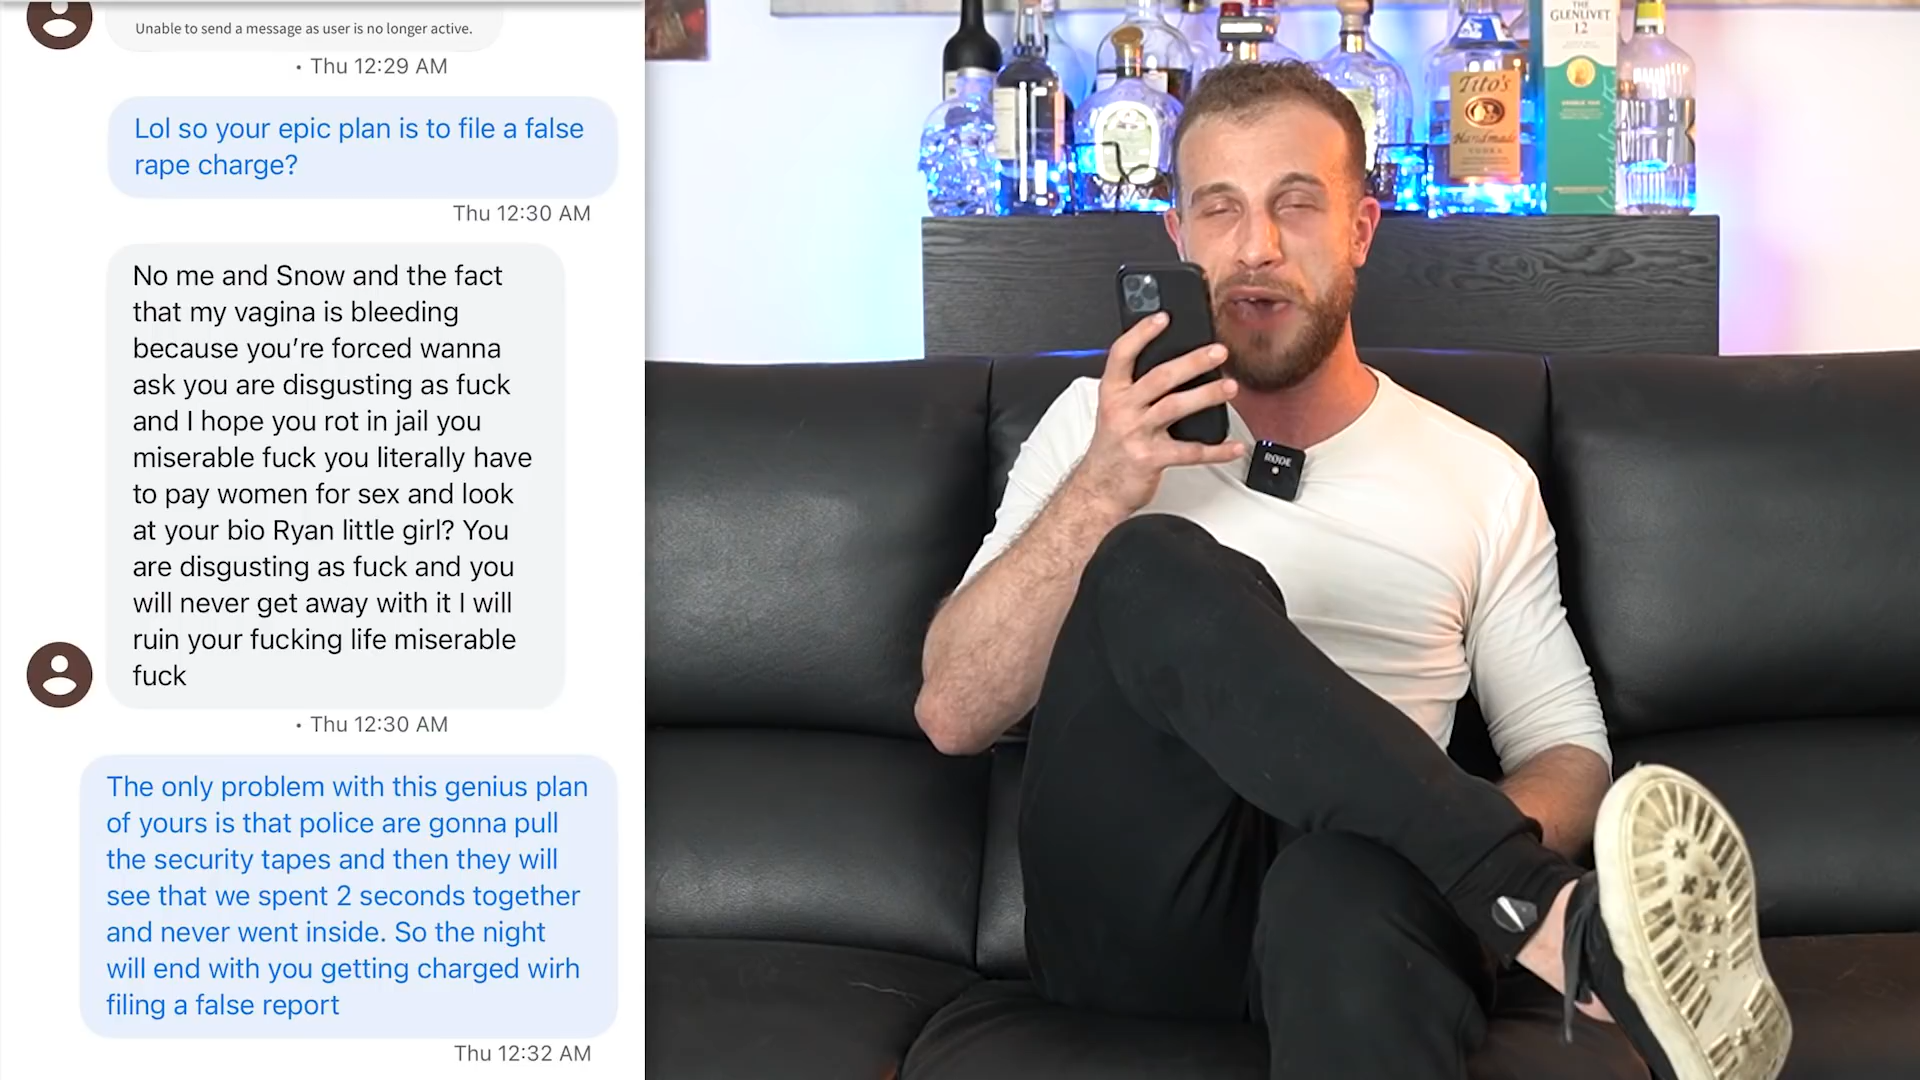 Unable to send a message as user is no longer active.
• Thu 12:29 AM
Lol so your epic plan is to file a false
rape charge?
Thu 12:30 AM
No me and Snow and the fact
that my vagina is bleeding
because you’re forced wanna
ask you are disgusting as fuck
and I hope you rot in jail you
miserable fuck you literally have
to pay women for sex and look
at your bio Ryan little girl? You
are disgusting as fuck and you
will never get away with it I will
ruin your fucking life miserable
fuck
• Thu 12:30 AM
The only problem with this genius plan
of yours is that police are gonna pull
the security tapes and then they will
see that we spent 2 seconds together
and never went inside. So the night
will end with you getting charged wirh
filing a false report
Thu 12:32 AM
THE
GLENLIVET
12
Tito's
Handmade
VODKA
RØDE